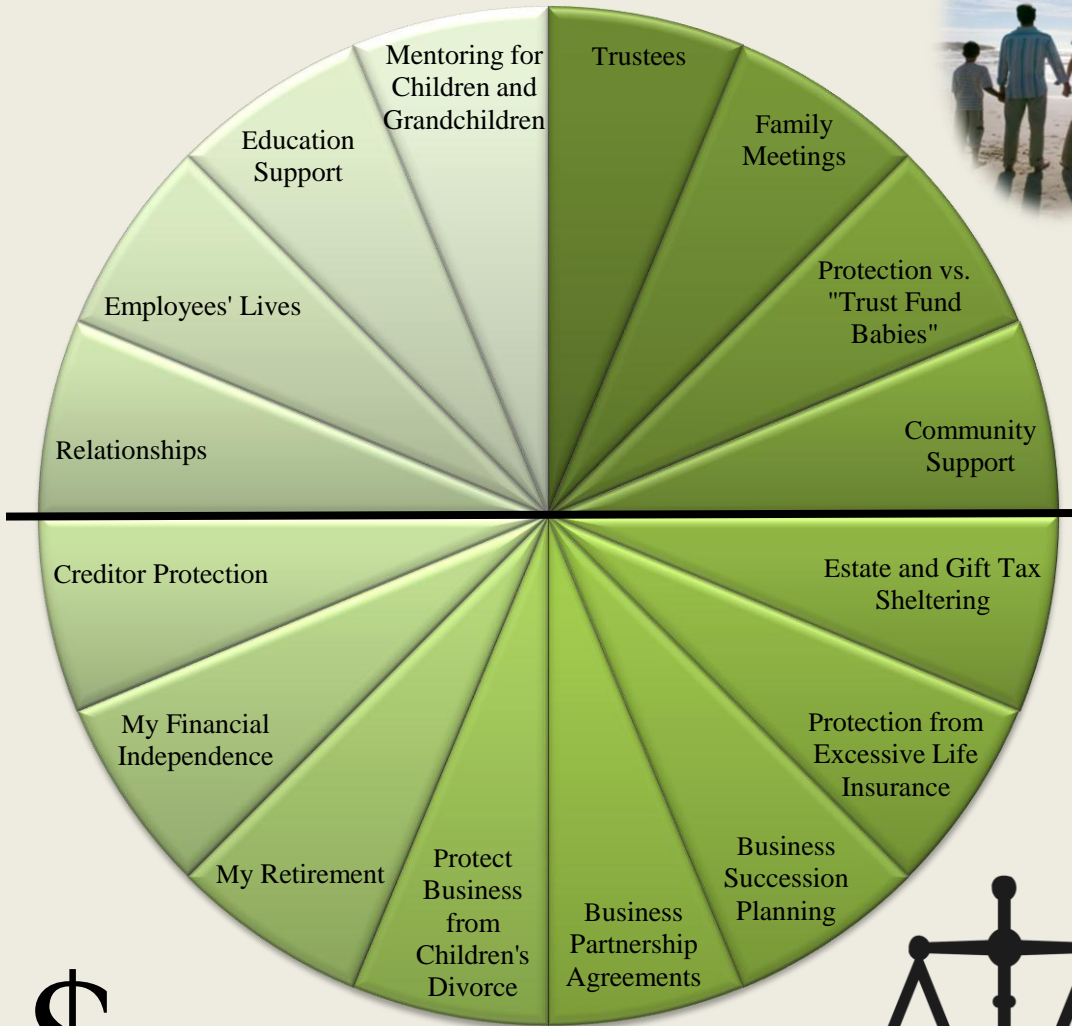 Trustees
Family
Meetings
Protection vs.
"Trust Fund
Babies"
Community
Support
Estate and Gift Tax
Sheltering
Protection from
Excessive Life
Insurance
Business
Succession
Planning
Business
Partnership
Agreements
Protect
Business
from
Children's
Divorce
My Retirement
My Financial
Independence
Creditor Protection
Relationships
Employees' Lives
Education
Support
Mentoring for
Children and
Grandchildren
$